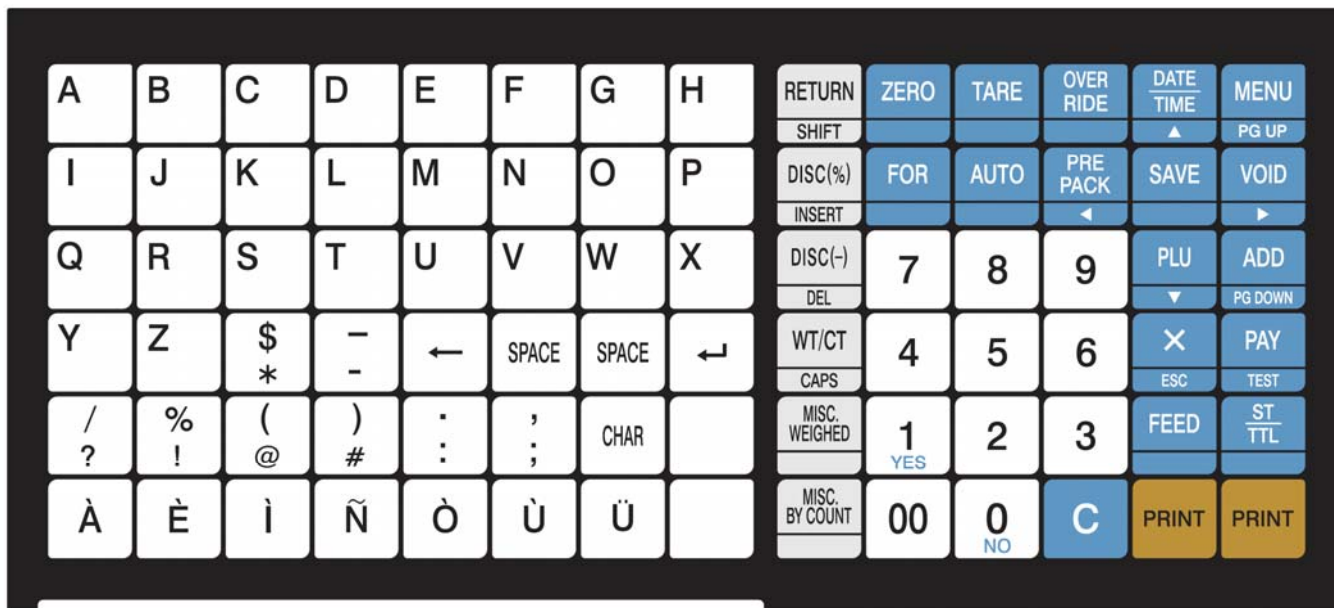 A B C D E F G H RETURN ZERO TARE OVER RIDE DATE TIME MENU
SHIFT ▲ PG UP
I J K L M N O P DISC(%) FOR AUTO PRE PACK SAVE VOID
INSERT ◀ ▶
Q R S T U V W X DISC(–) 7 8 9 PLU ADD
DEL ▼ PG DOWN
Y Z $ – ← SPACE SPACE ↵ WT/CT 4 5 6 × PAY
* - CAPS ESC TEST
/ % ( ) . , CHAR MISC. WEIGHED 1 2 3 FEED ST TTL
? ! @ # : ; YES
À È Ì Ñ Ò Ù Ü MISC. BY COUNT 00 0 C PRINT PRINT
NO